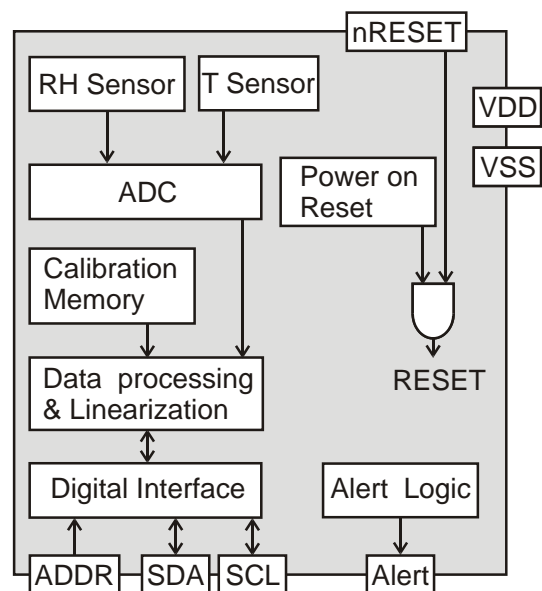 nRESET
RH Sensor
T Sensor
VDD
ADC
Power on
Reset
VSS
Calibration
Memory
Data processing
& Linearization
RESET
Digital Interface
Alert Logic
ADDR
SDA
SCL
Alert